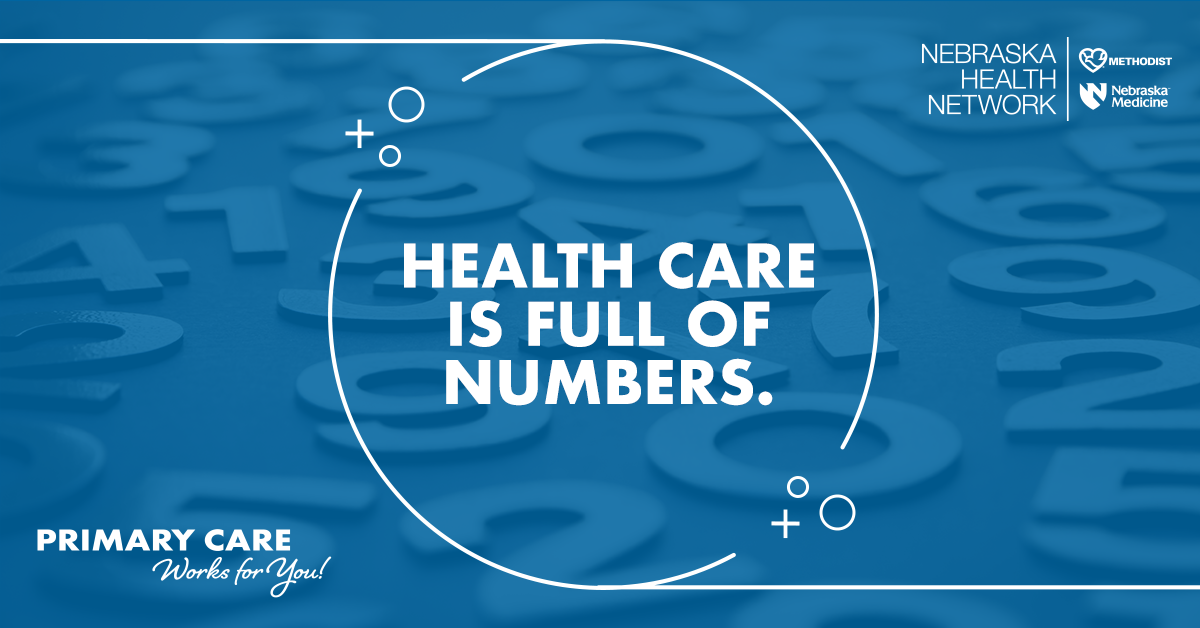 NEBRASKA
HEALTH
NETWORK
METHODIST
Nebraska
Medicine
HEALTH CARE
IS FULL OF
NUMBERS.
PRIMARY CARE
Works for You!